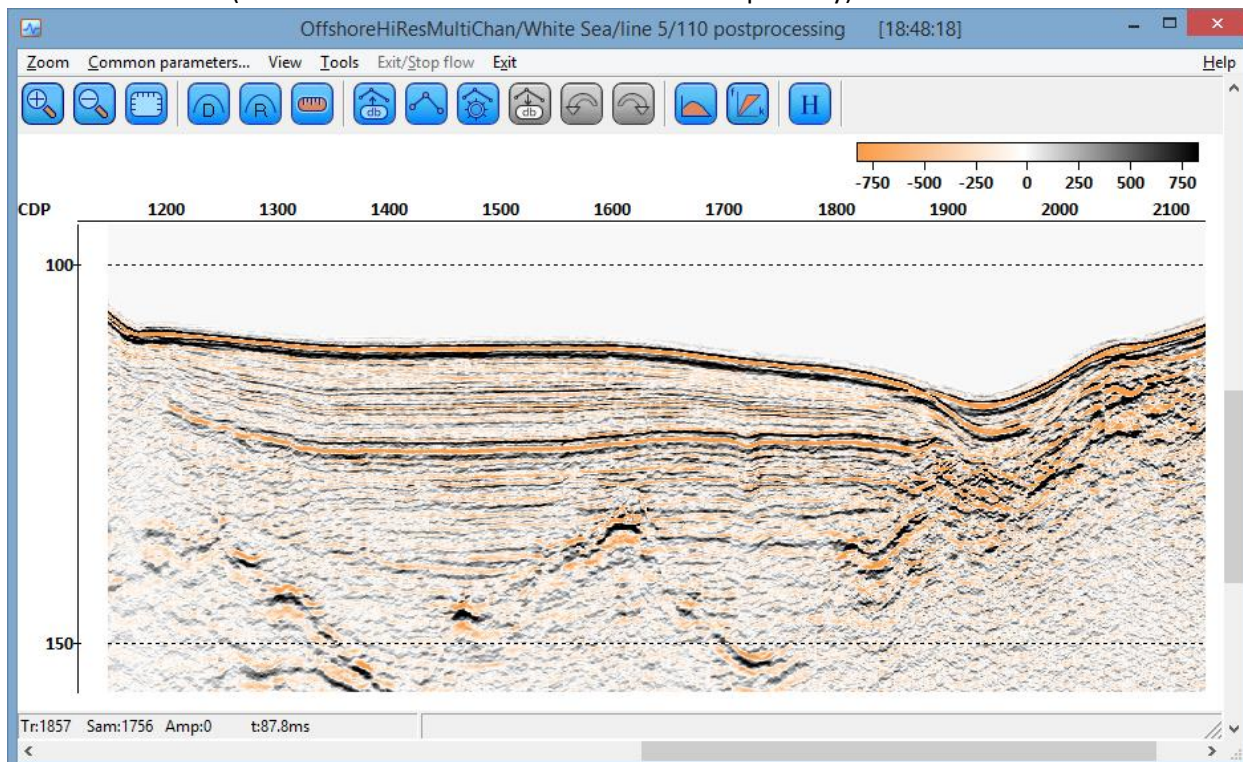 OffshoreHiResMultiChan/White Sea/line 5/110 postprocessing [18:48:18]
Zoom Common parameters... View Tools Exit/Stop flow Exit Help
D R db db f k H
-750 -500 -250 0 250 500 750
CDP 1200 1300 1400 1500 1600 1700 1800 1900 2000 2100
100
150
Tr:1857 Sam:1756 Amp:0 t:87.8ms